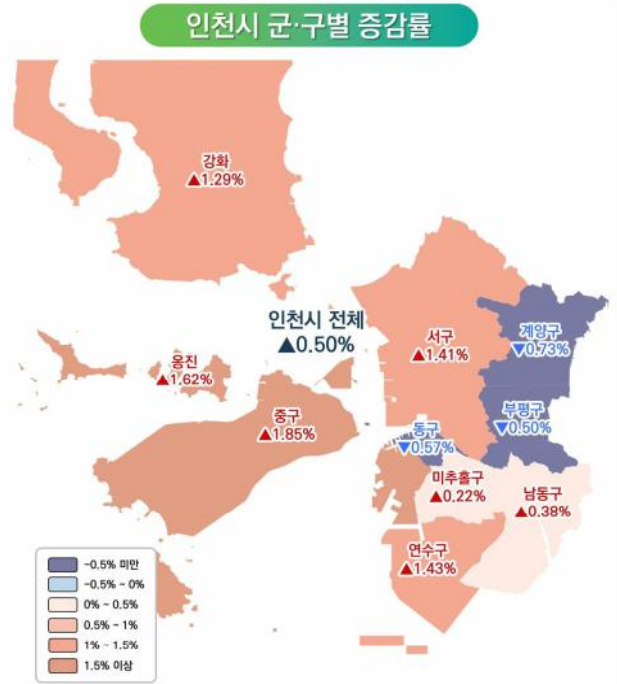 인천시 군·구별 증감률
강화
▲1.29%
인천시 전체
▲0.50%
서구
▲1.41%
계양구
▼0.73%
옹진
▲1.62%
중구
▲1.85%
동구
▼0.57%
부평구
▼0.50%
미추홀구
▲0.22%
남동구
▲0.38%
연수구
▲1.43%
-0.5% 미만
-0.5% ~ 0%
0% ~ 0.5%
0.5% ~ 1%
1% ~ 1.5%
1.5% 이상